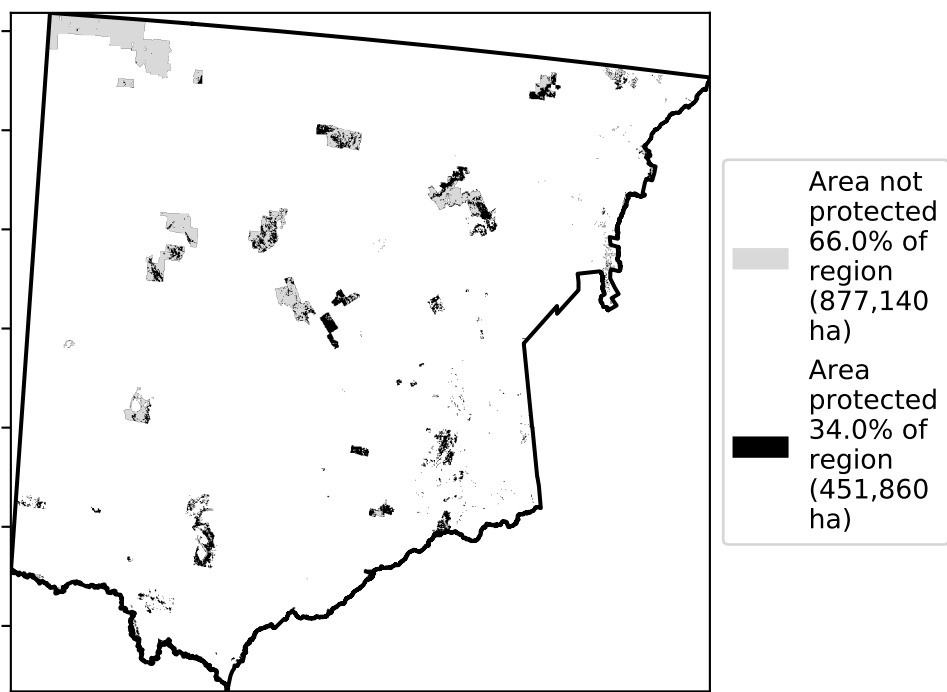 Area not
protected
66.0% of
region
(877,140
ha)
Area
protected
34.0% of
region
(451,860
ha)